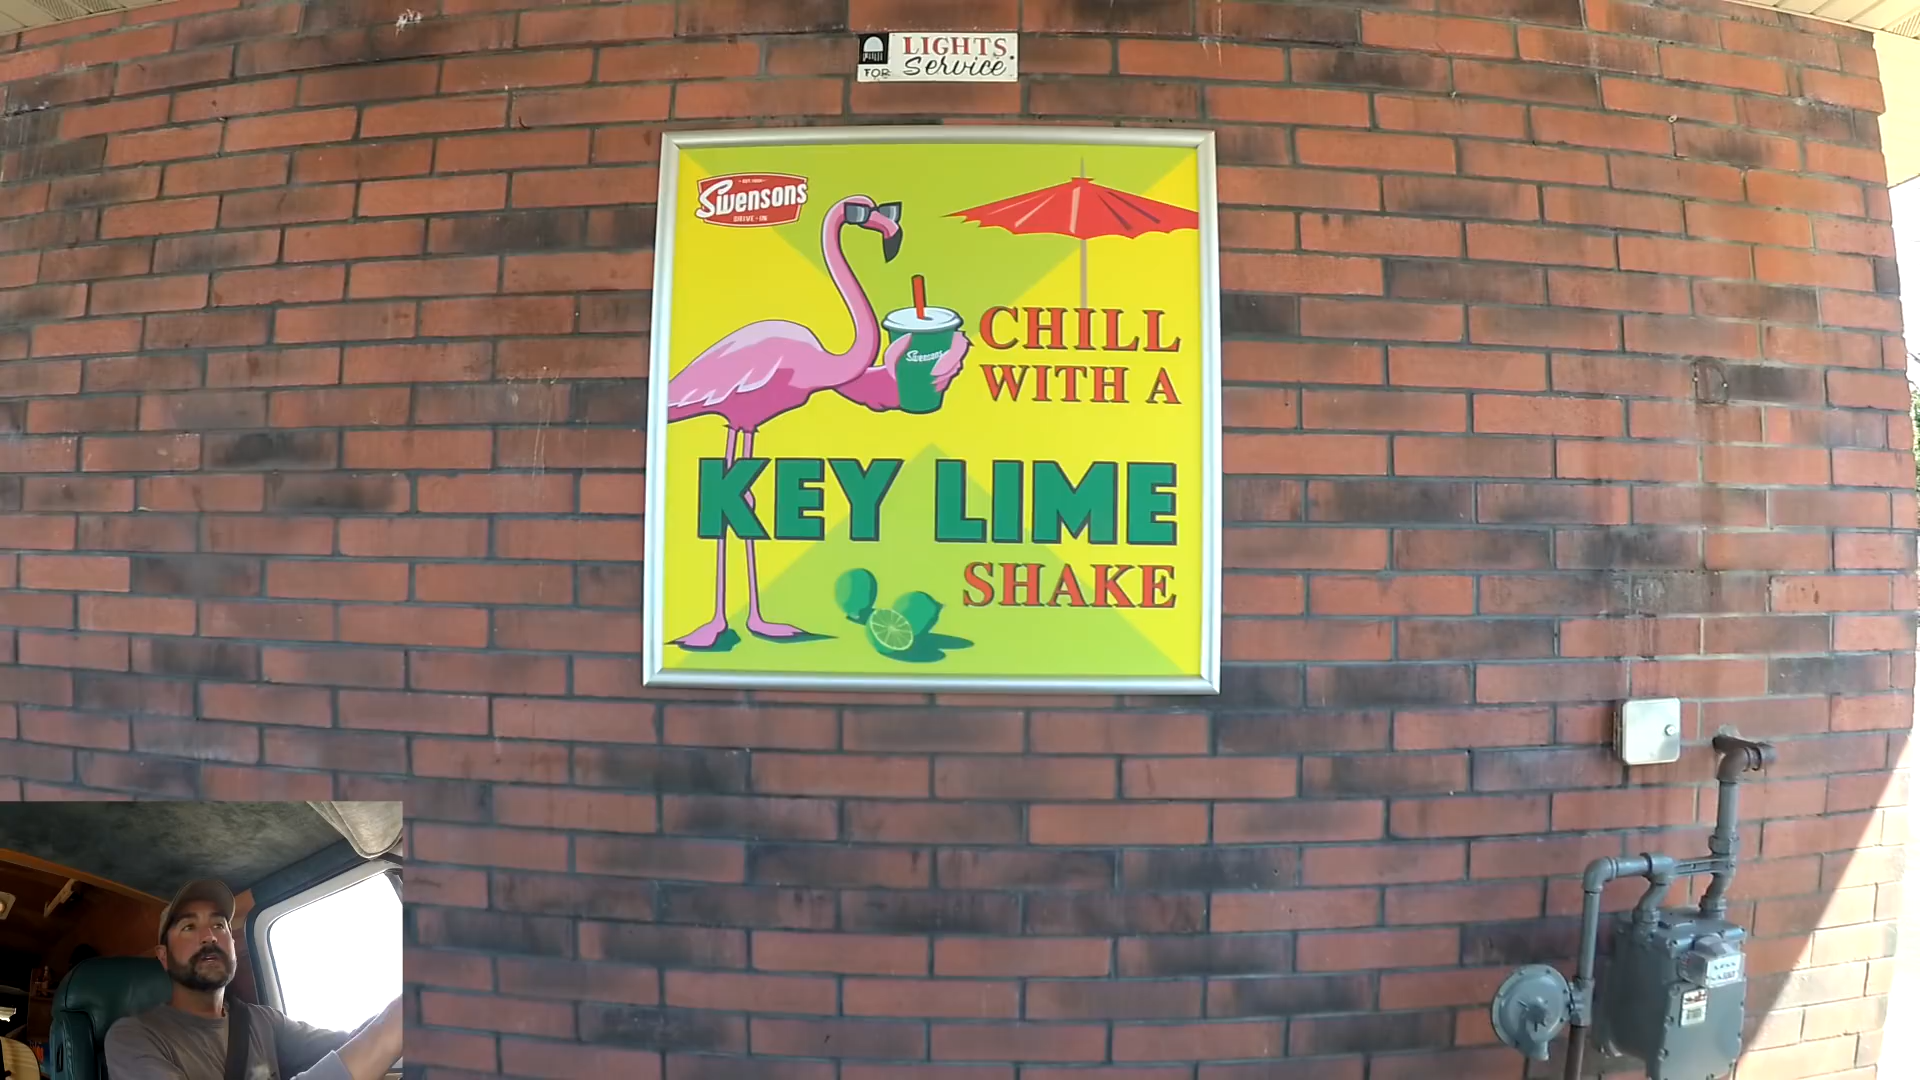 LIGHTS
FOR Service
Swensons
DRIVE-IN
Swensons
CHILL
WITH A
KEY LIME
SHAKE